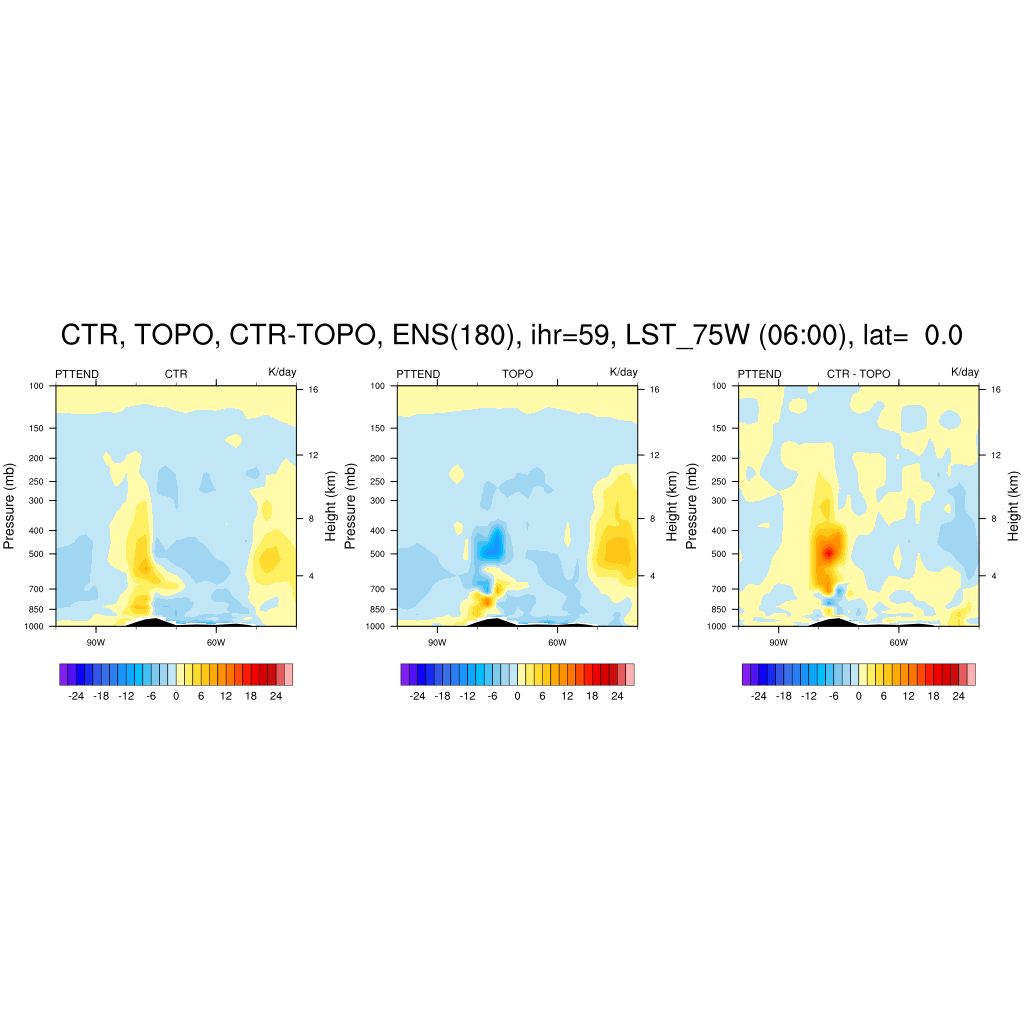 CTR, TOPO, CTR-TOPO, ENS(180), ihr=59, LST_75W (06:00), lat=  0.0
PTTEND CTR K/day
100
150
200
250
300
400
500
700
850
1000
Pressure (mb)
16
12
8
4
Height (km)
90W 60W
-24 -18 -12 -6 0 6 12 18 24
PTTEND TOPO K/day
100
150
200
250
300
400
500
700
850
1000
Pressure (mb)
16
12
8
4
Height (km)
90W 60W
-24 -18 -12 -6 0 6 12 18 24
PTTEND CTR - TOPO K/day
100
150
200
250
300
400
500
700
850
1000
Pressure (mb)
16
12
8
4
Height (km)
90W 60W
-24 -18 -12 -6 0 6 12 18 24